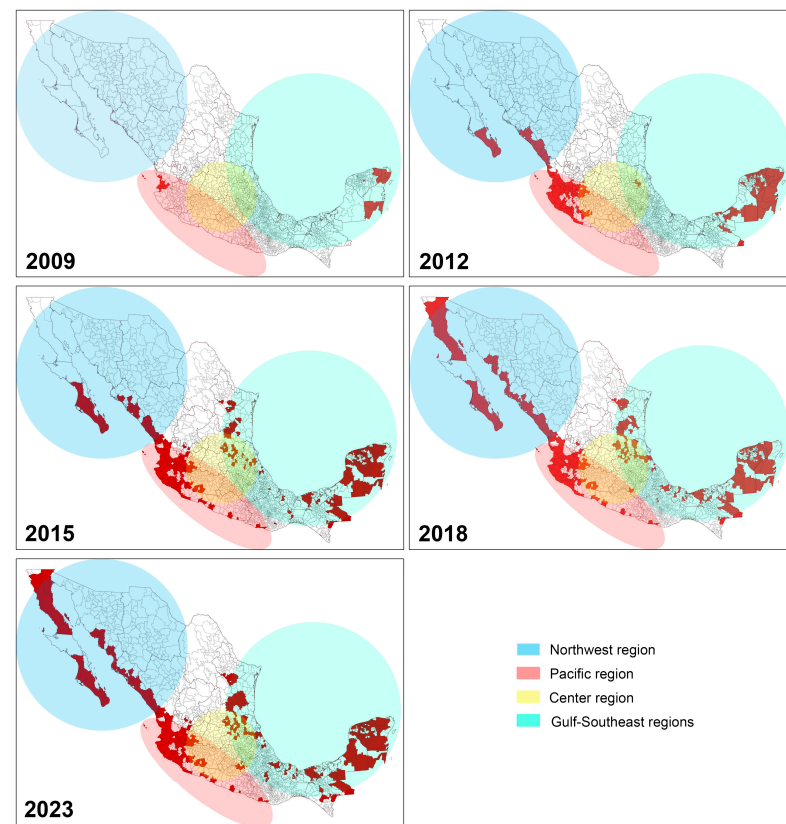 2009
2012
2015
2018
2023
Northwest region
Pacific region
Center region
Gulf-Southeast regions